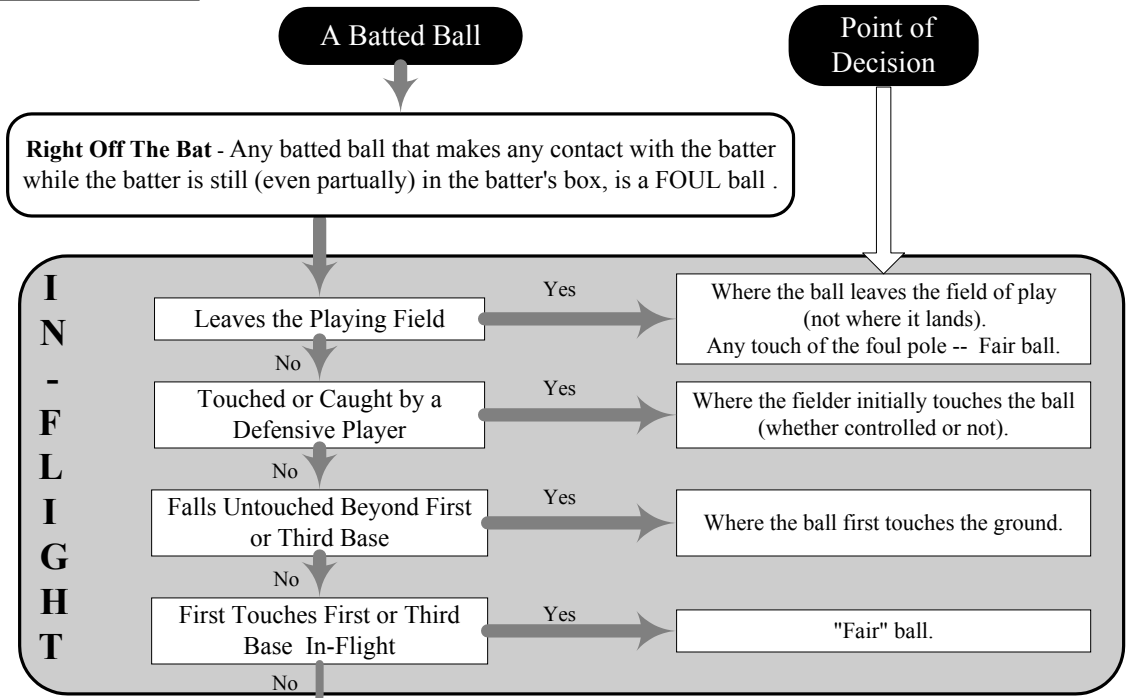 A Batted Ball
Point of
Decision
Right Off The Bat - Any batted ball that makes any contact with the batter
while the batter is still (even partually) in the batter's box, is a FOUL ball .
IN-FLIGHT
Leaves the Playing Field
Yes
Where the ball leaves the field of play
(not where it lands).
Any touch of the foul pole -- Fair ball.
No
Touched or Caught by a
Defensive Player
Yes
Where the fielder initially touches the ball
(whether controlled or not).
No
Falls Untouched Beyond First
or Third Base
Yes
Where the ball first touches the ground.
No
First Touches First or Third
Base In-Flight
Yes
"Fair" ball.
No